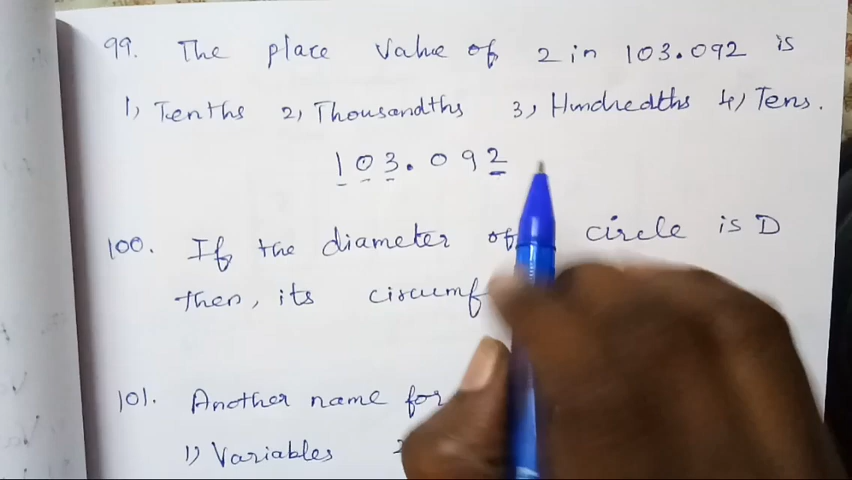 99. The place value of 2 in 103.092 is
1) Tenths 2) Thousandths 3) Hundredths 4) Tens.
103.092
100. If the diameter of circle is D
then, its
101. Another name for
1) Variables